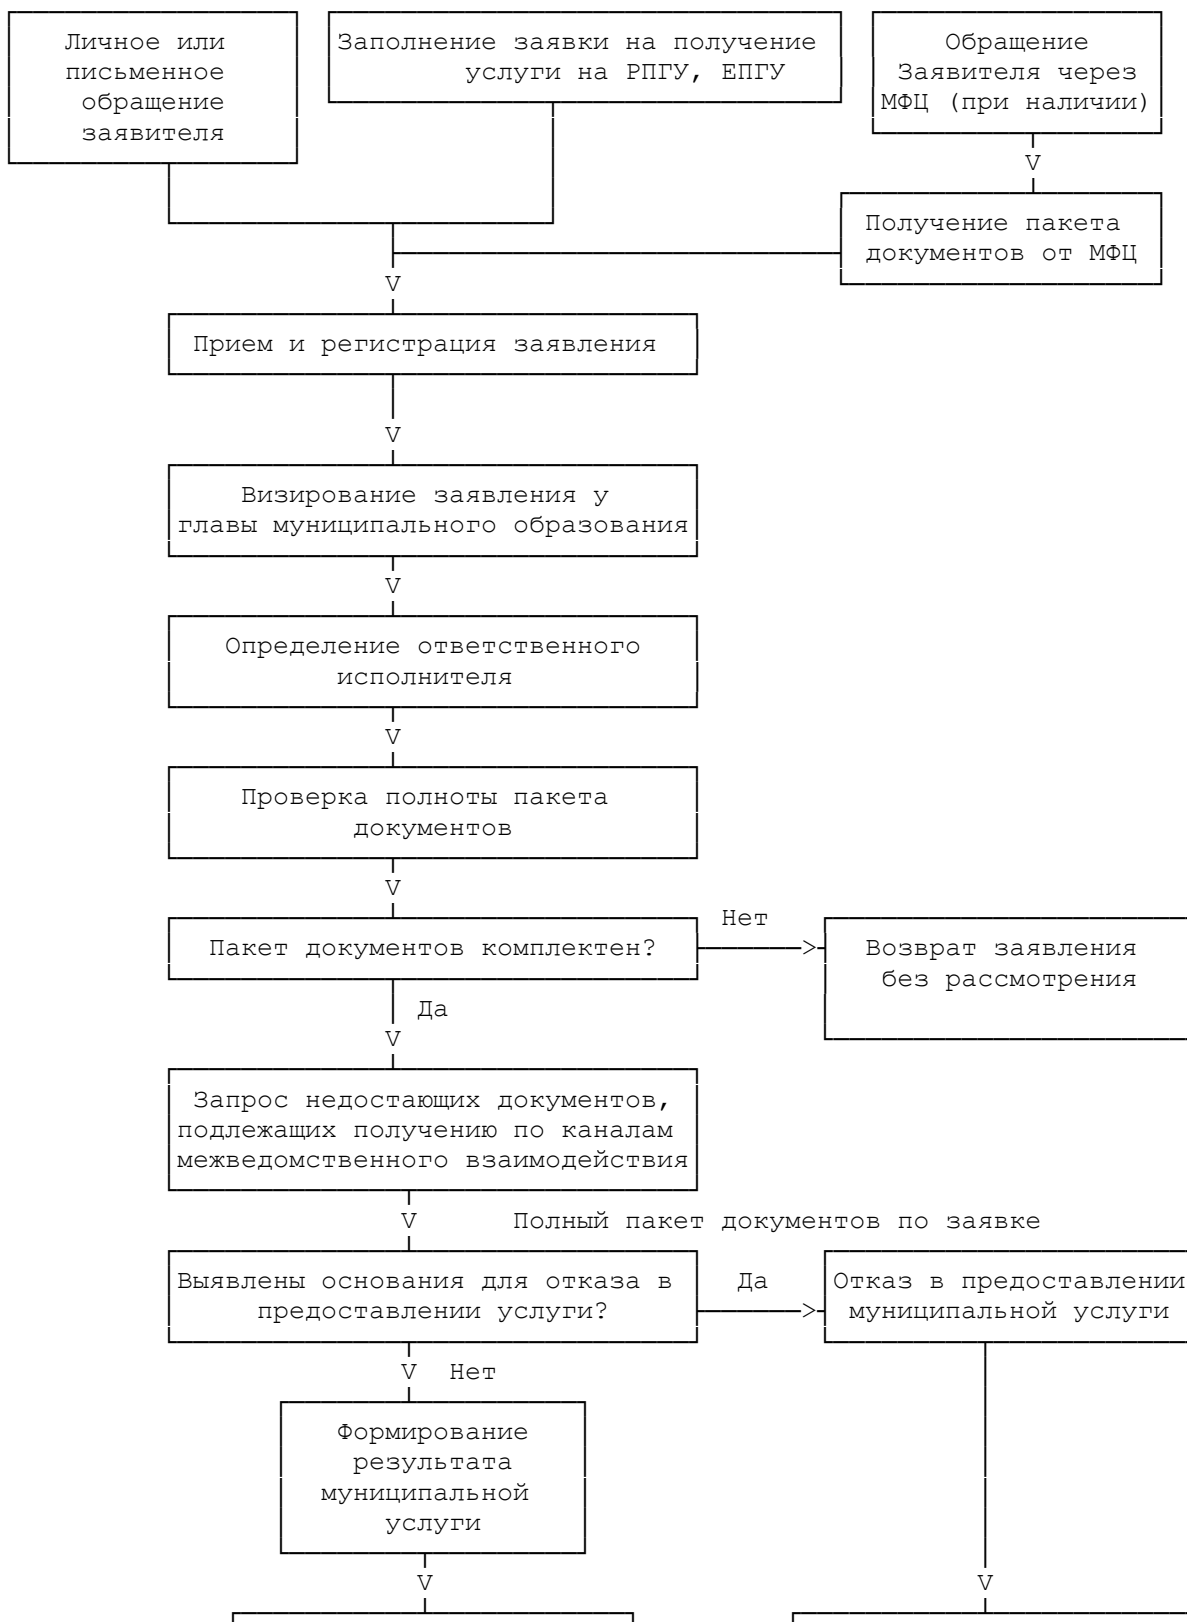 Личное или
письменное
обращение
заявителя
Заполнение заявки на получение
услуги на РПГУ, ЕПГУ
Обращение
Заявителя через
МФЦ (при наличии)
V
Получение пакета
документов от МФЦ
V
Прием и регистрация заявления
V
Визирование заявления у
главы муниципального образования
V
Определение ответственного
исполнителя
V
Проверка полноты пакета
документов
V
Пакет документов комплектен?
Нет
>
Возврат заявления
без рассмотрения
Да
V
Запрос недостающих документов,
подлежащих получению по каналам
межведомственного взаимодействия
V Полный пакет документов по заявке
Выявлены основания для отказа в
предоставлении услуги?
Да
>
Отказ в предоставлении
муниципальной услуги
V Нет
Формирование
результата
муниципальной
услуги
V
V